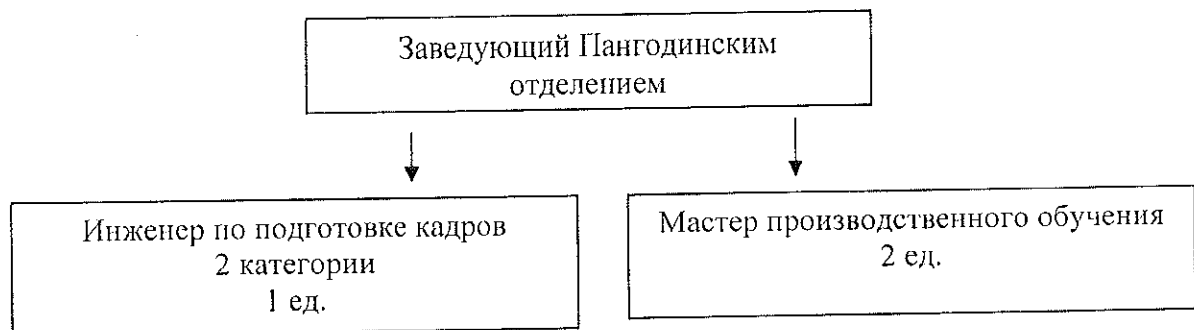 Заведующий Пангодинским
отделением
Инженер по подготовке кадров
2 категории
1 ед.
Мастер производственного обучения
2 ед.